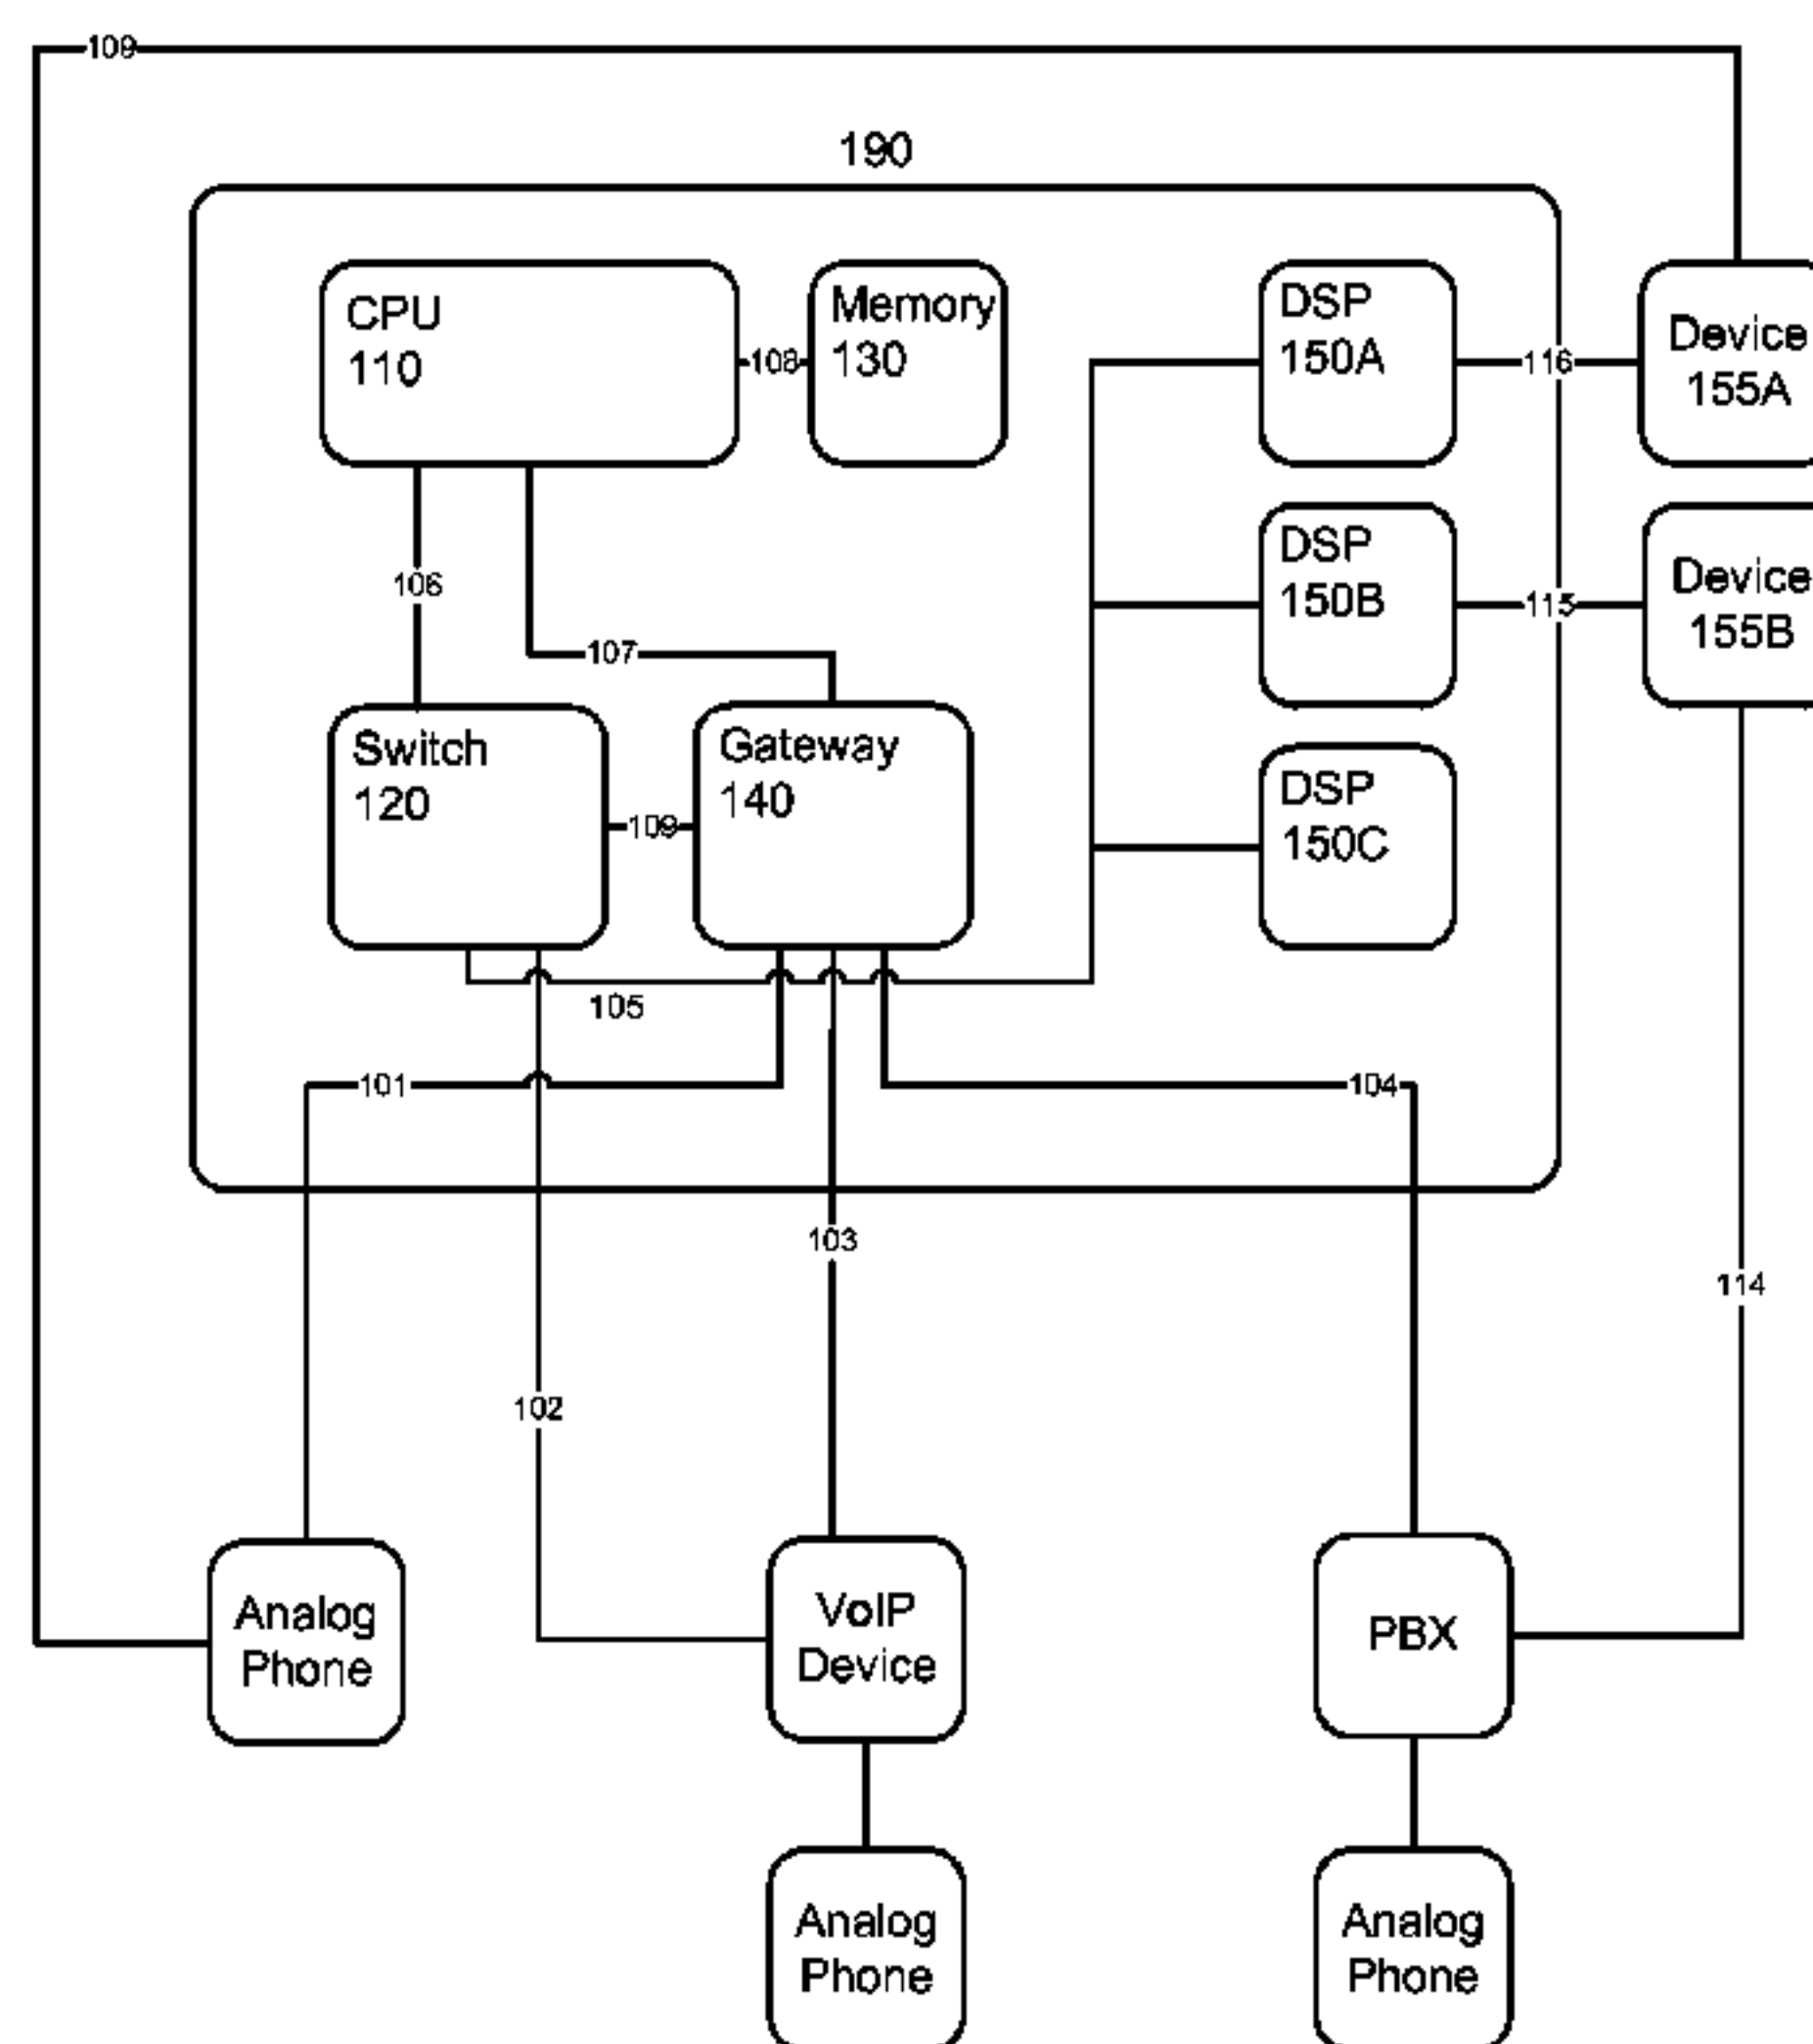 109
190
CPU
110
108
Memory
130
DSP
150A
116
Device
155A
DSP
150B
115
Device
155B
106
107
Switch
120
109
Gateway
140
DSP
150C
105
101
104
103
114
102
Analog
Phone
VoIP
Device
PBX
Analog
Phone
Analog
Phone